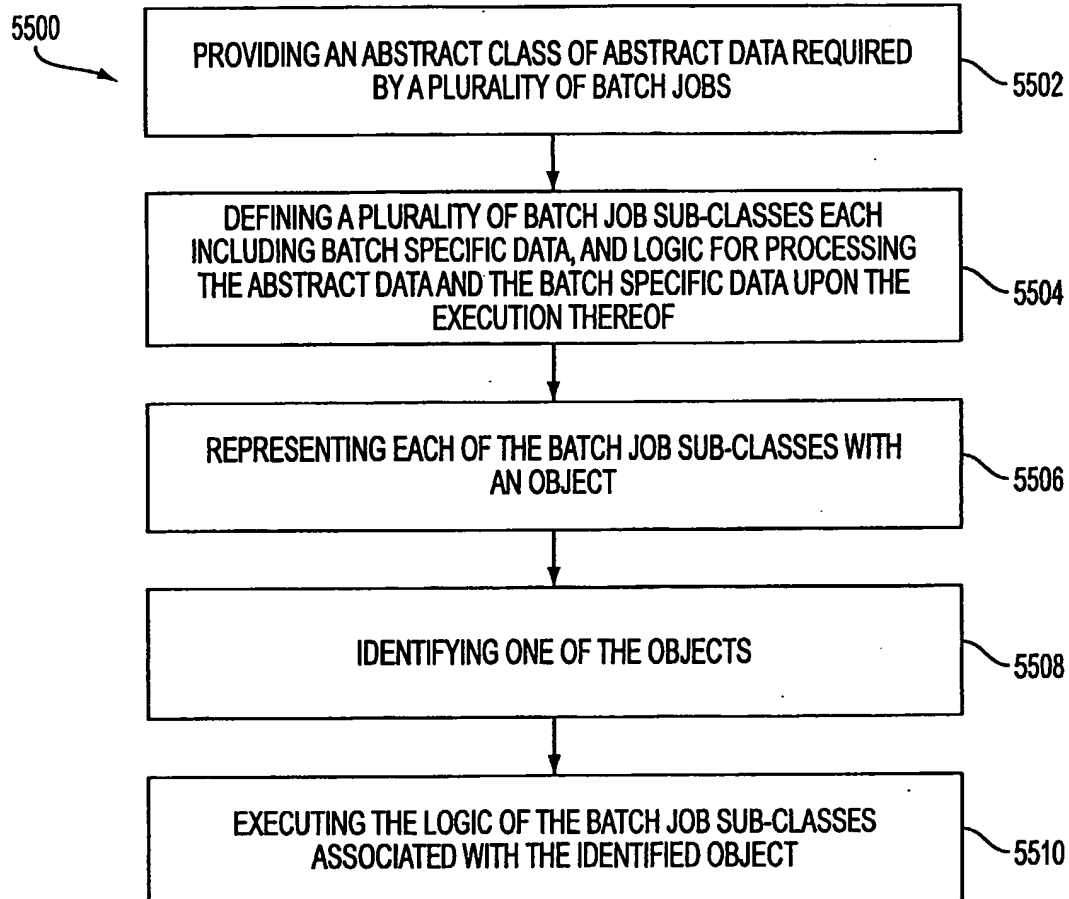 5500
PROVIDING AN ABSTRACT CLASS OF ABSTRACT DATA REQUIRED
BY A PLURALITY OF BATCH JOBS
5502
DEFINING A PLURALITY OF BATCH JOB SUB-CLASSES EACH
INCLUDING BATCH SPECIFIC DATA, AND LOGIC FOR PROCESSING
THE ABSTRACT DATA AND THE BATCH SPECIFIC DATA UPON THE
EXECUTION THEREOF
5504
REPRESENTING EACH OF THE BATCH JOB SUB-CLASSES WITH
AN OBJECT
5506
IDENTIFYING ONE OF THE OBJECTS
5508
EXECUTING THE LOGIC OF THE BATCH JOB SUB-CLASSES
ASSOCIATED WITH THE IDENTIFIED OBJECT
5510